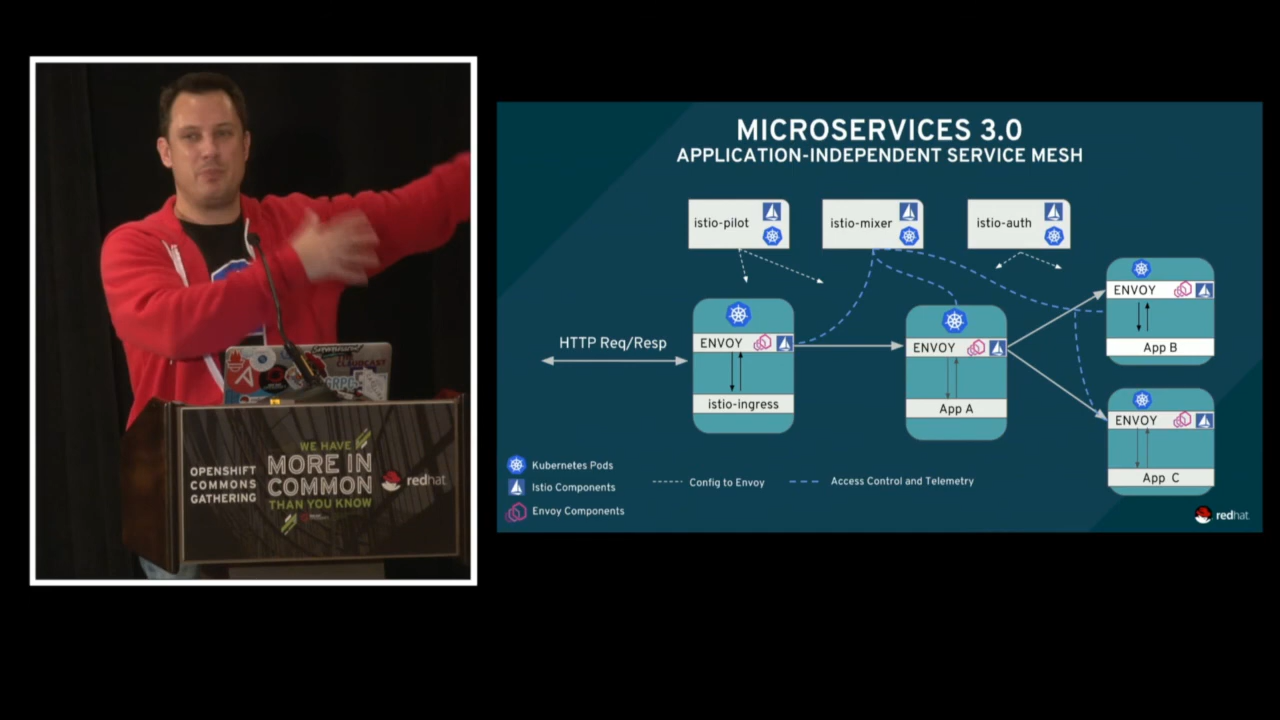 MICROSERVICES 3.0
APPLICATION-INDEPENDENT SERVICE MESH
istio-pilot
istio-mixer
istio-auth
ENVOY
App B
HTTP Req/Resp
ENVOY
istio-ingress
ENVOY
App A
ENVOY
App C
Kubernetes Pods
Istio Components
Envoy Components
Config to Envoy
Access Control and Telemetry
redhat
CLOUDCAST
GRPC
OPENSHIFT
COMMONS
GATHERING
WE HAVE
MORE IN
COMMON
THAN YOU KNOW
redhat